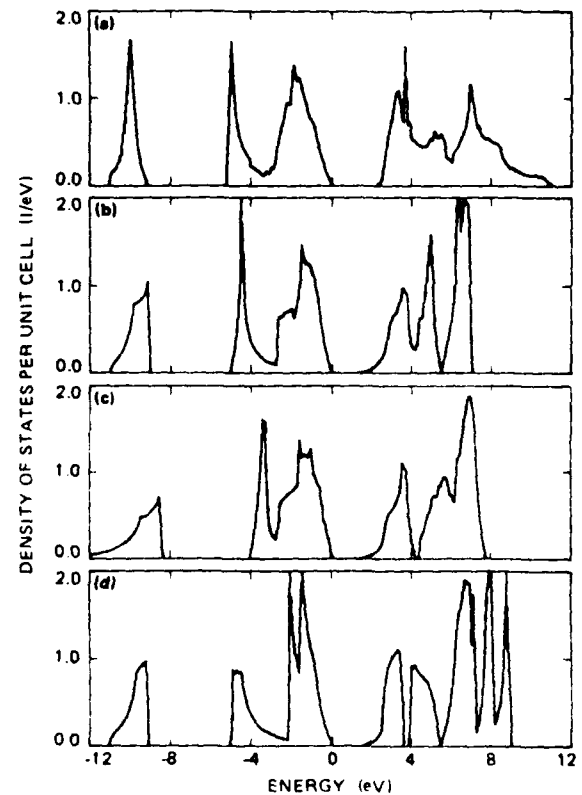 2.0
(a)
1.0
0.0
2.0
(b)
1.0
0.0
2.0
(c)
1.0
0.0
2.0
(d)
1.0
0.0
-12 -8 -4 0 4 8 12
ENERGY (eV)
DENSITY OF STATES PER UNIT CELL (1/eV)